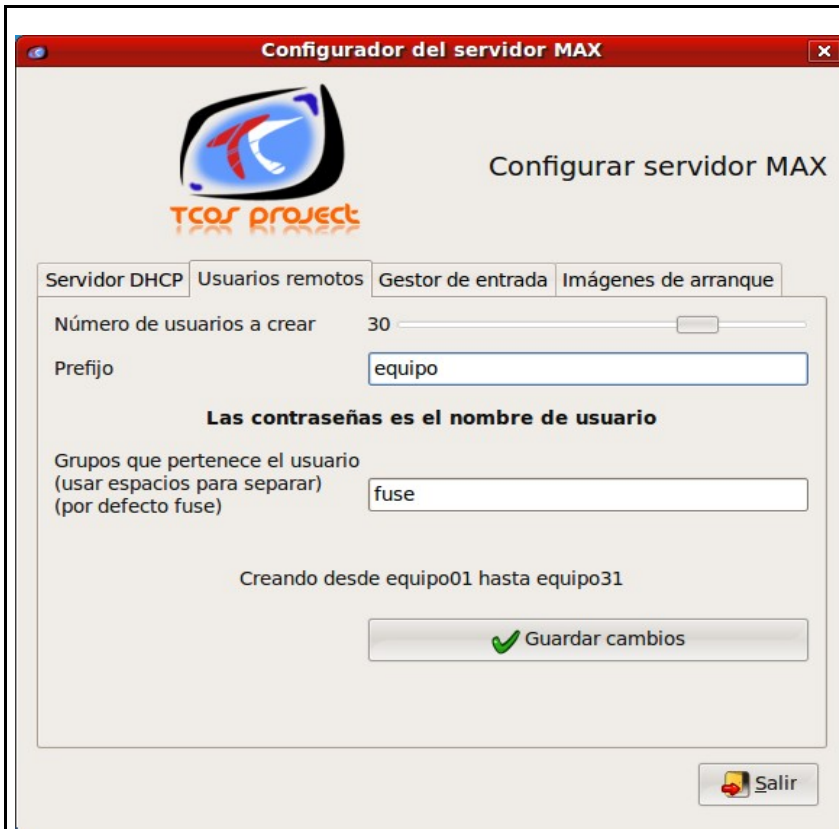 Configurador del servidor MAX
TCOS PROJECT
Configurar servidor MAX
Servidor DHCP Usuarios remotos Gestor de entrada Imágenes de arranque
Número de usuarios a crear 30
Prefijo equipo
Las contraseñas es el nombre de usuario
Grupos que pertenece el usuario
(usar espacios para separar)
(por defecto fuse)
fuse
Creando desde equipo01 hasta equipo31
Guardar cambios
Salir